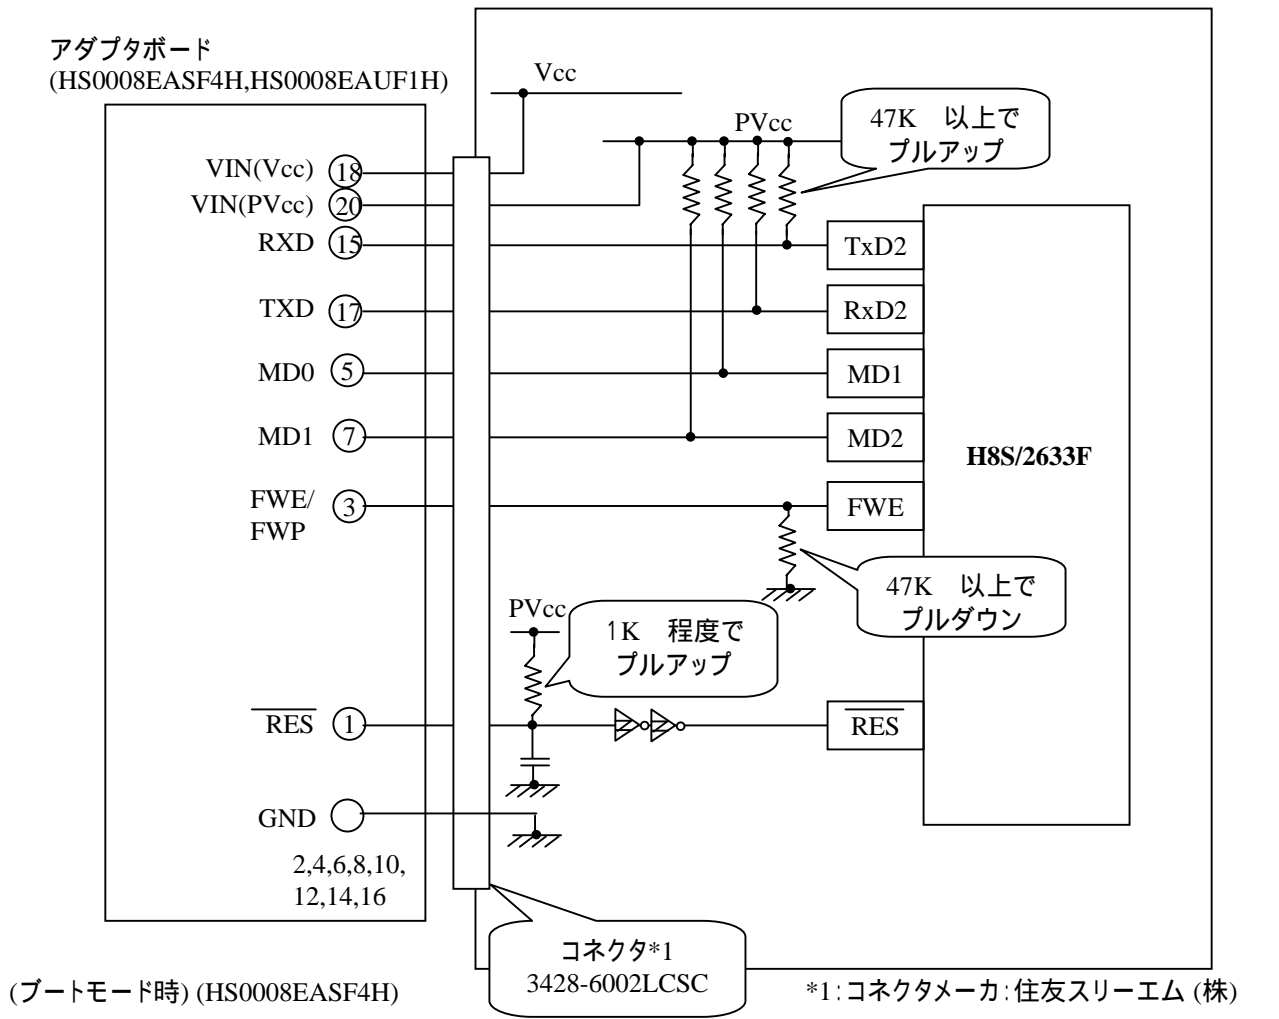 アダプタボード
(HS0008EASF4H,HS0008EAUF1H)
Vcc
PVcc
47K 以上で
プルアップ
VIN(Vcc) 18
VIN(PVcc) 20
RXD 15
TxD2
TXD 17
RxD2
MD0 5
MD1
MD1 7
MD2
H8S/2633F
FWE/
FWP
3
FWE
47K 以上で
プルダウン
PVcc
1K 程度で
プルアップ
RES 1
RES
GND
2,4,6,8,10,
12,14,16
コネクタ*1
3428-6002LCSC
(ブートモード時) (HS0008EASF4H)
*1:コネクタメーカ:住友スリーエム (株)